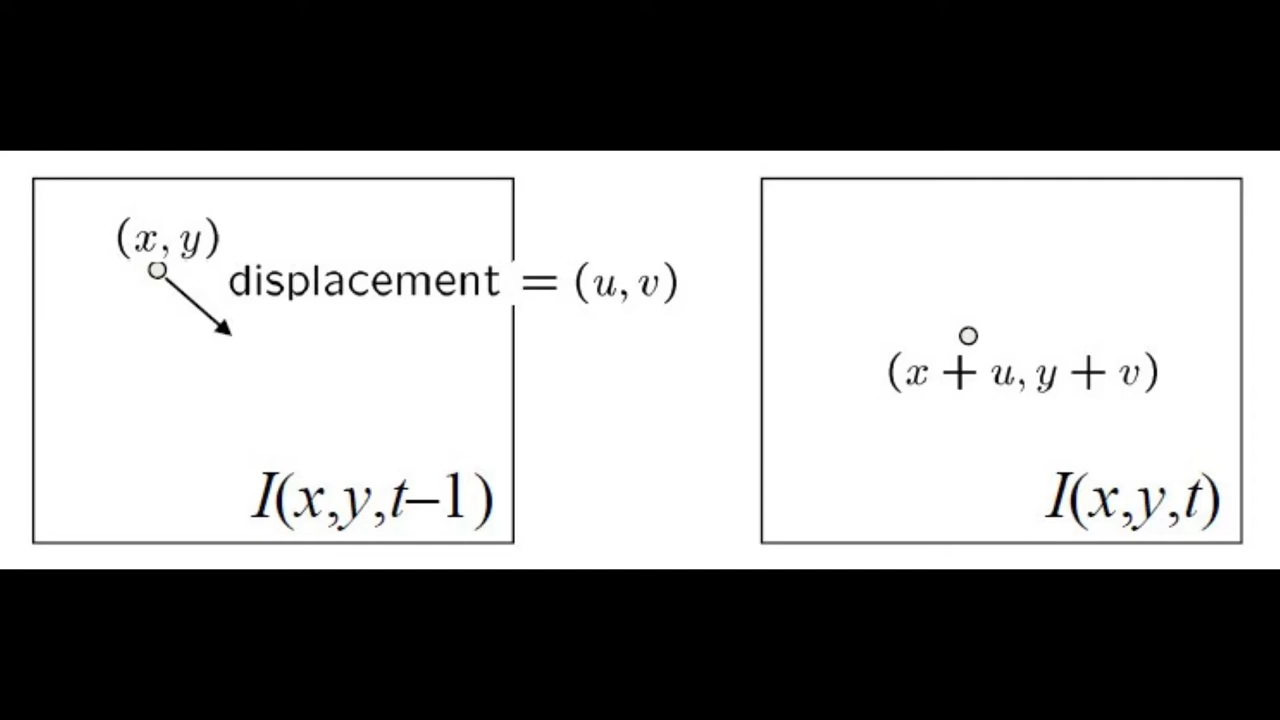 (x, y)
displacement = (u, v)
I(x,y,t–1)
(x + u, y + v)
I(x,y,t)